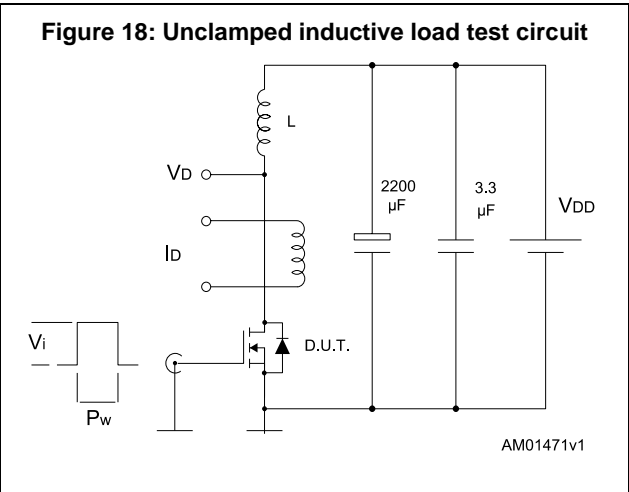 Figure 18: Unclamped inductive load test circuit
L
VD
2200
µF
3.3
µF
VDD
ID
Vi
D.U.T.
Pw
AM01471v1